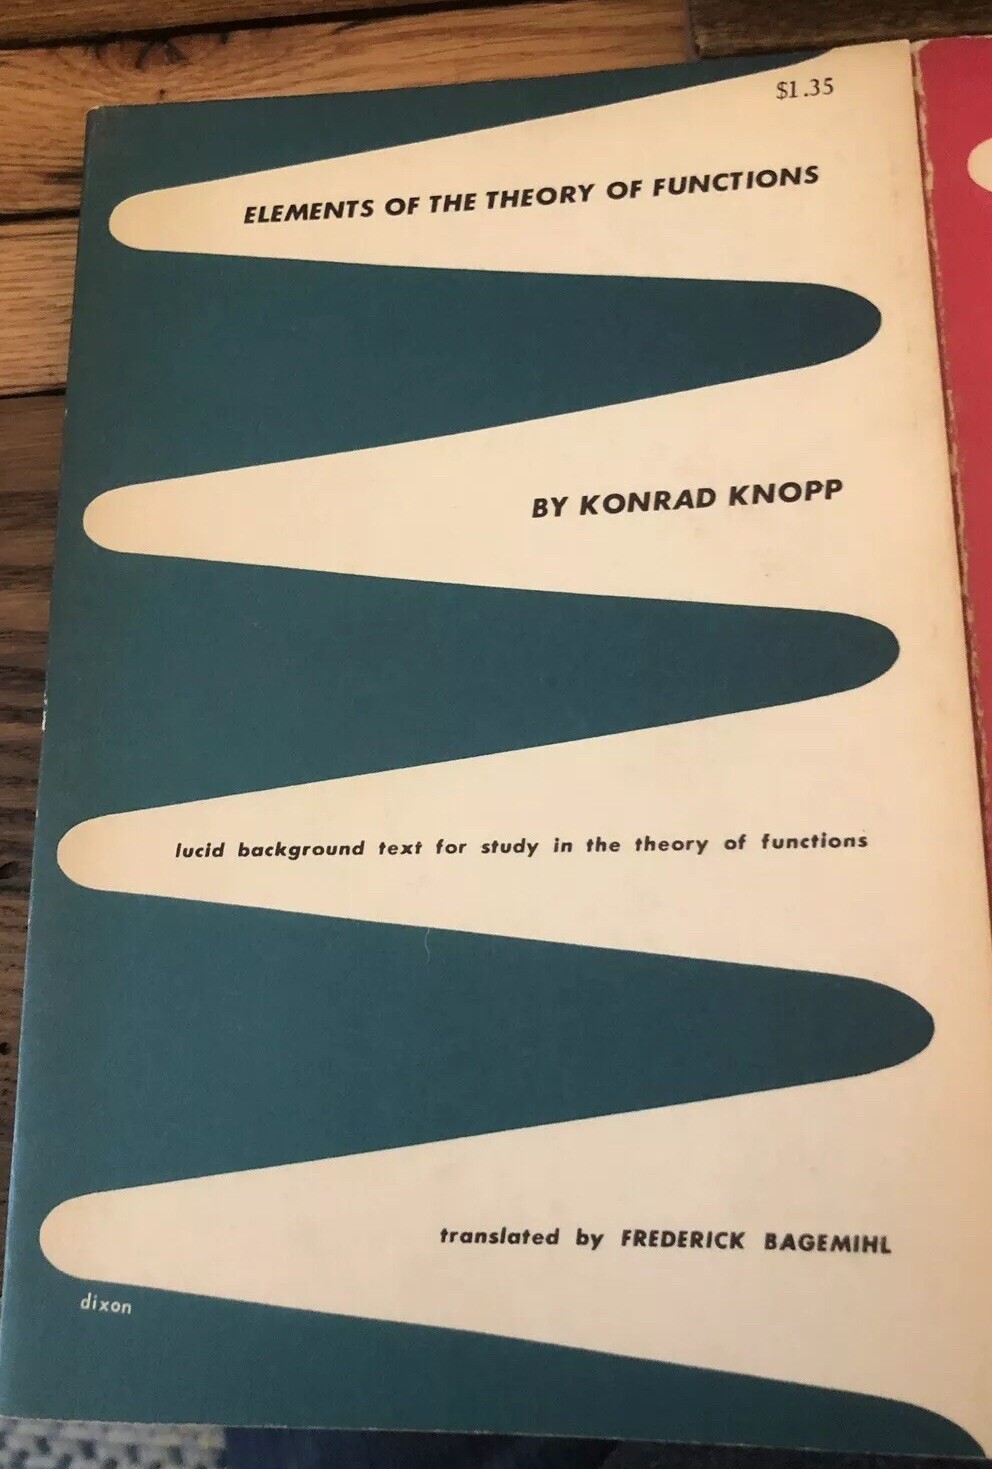 $1.35
ELEMENTS OF THE THEORY OF FUNCTIONS
BY KONRAD KNOPP
lucid background text for study in the theory of functions
translated by FREDERICK BAGEMIHL
dixon